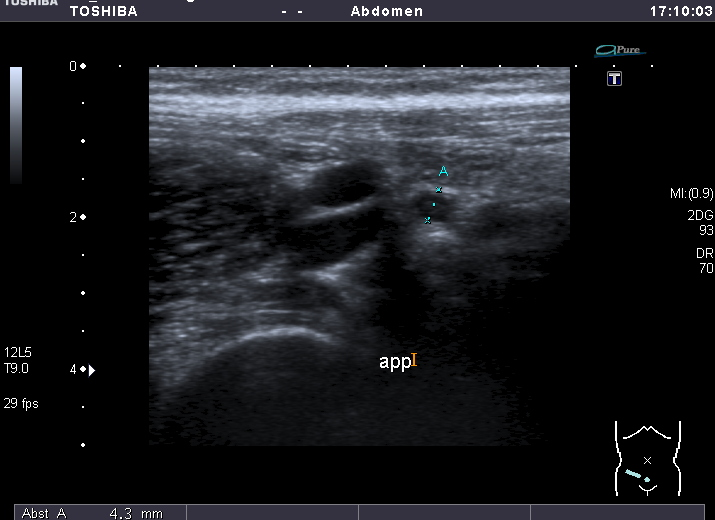 TOSHIBA
TOSHIBA - - Abdomen 17:10:03
aPure
T
0
A
MI:(0.9)
2
2DG
93
DR
70
12L5
T9.0
4
app
29 fps
Abst A 4.3 mm